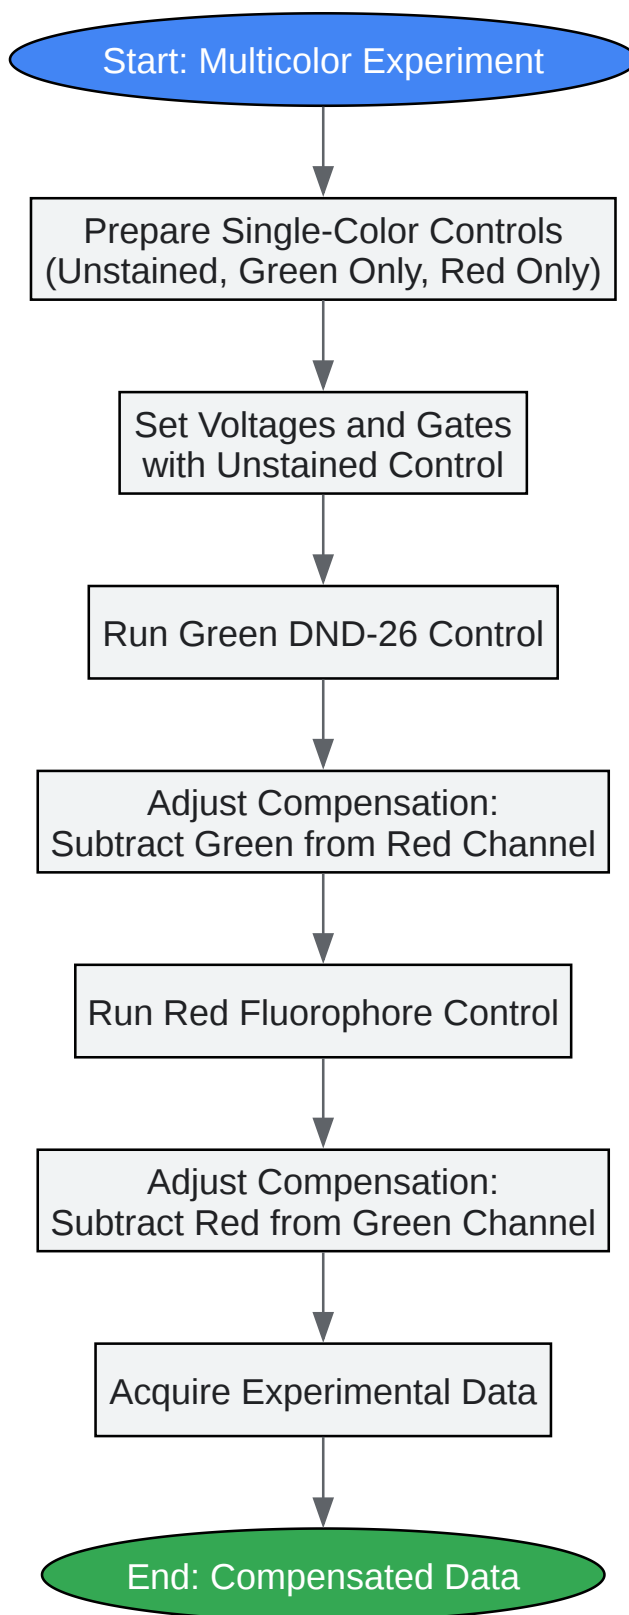 Start: Multicolor Experiment
Prepare Single-Color Controls
(Unstained, Green Only, Red Only)
Set Voltages and Gates
with Unstained Control
Run Green DND-26 Control
Adjust Compensation:
Subtract Green from Red Channel
Run Red Fluorophore Control
Adjust Compensation:
Subtract Red from Green Channel
Acquire Experimental Data
End: Compensated Data